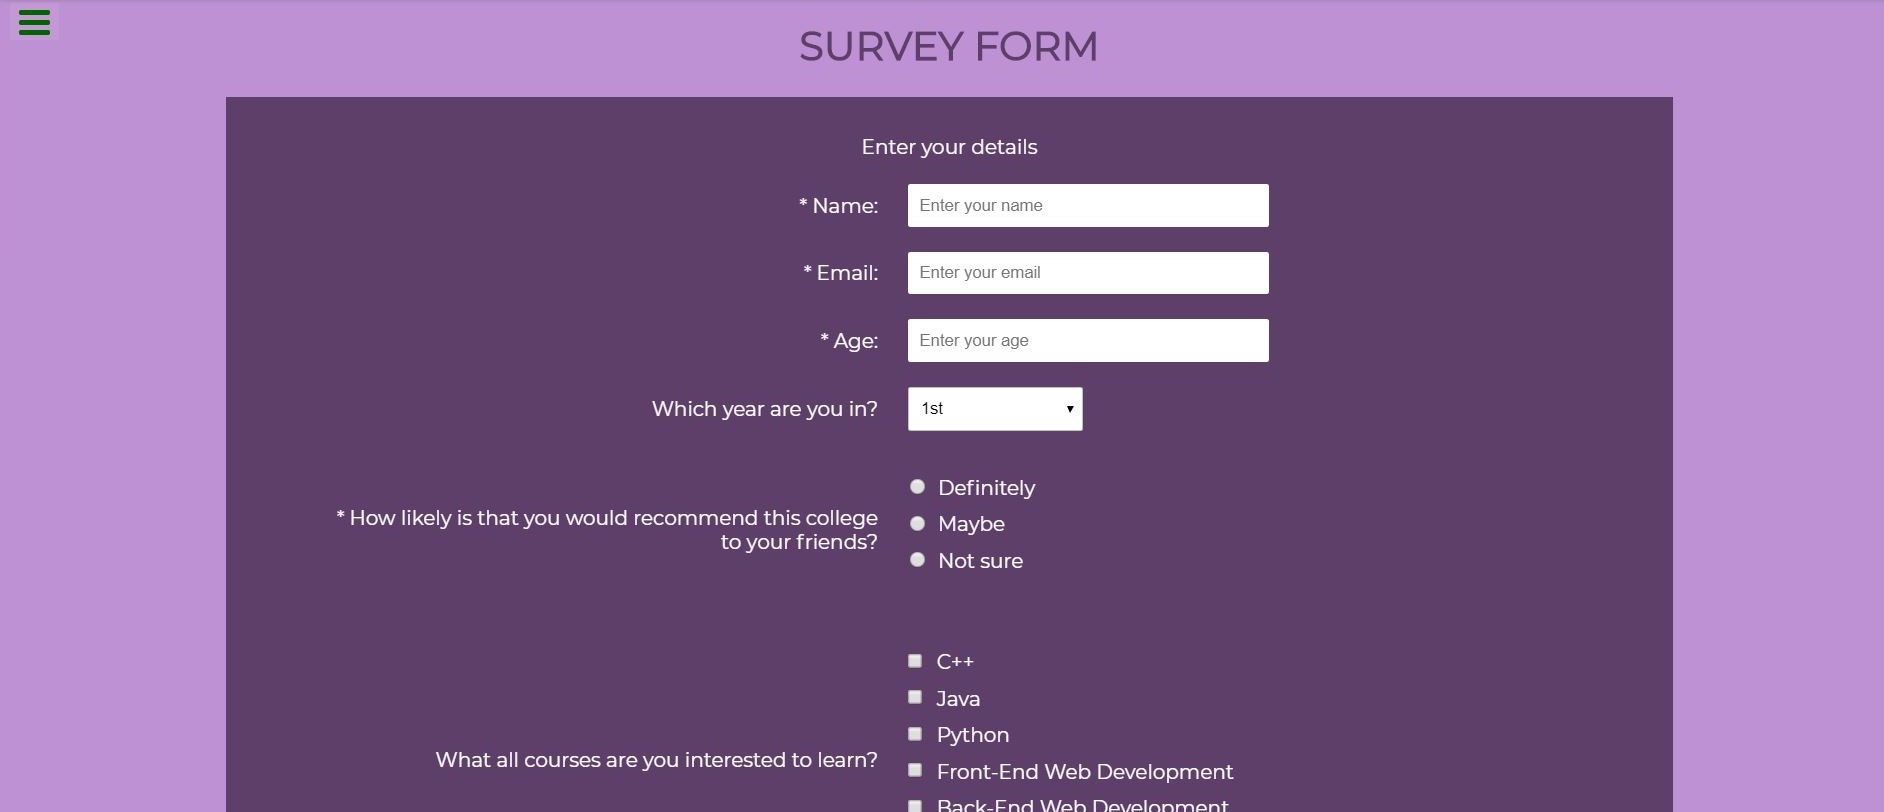 SURVEY FORM
Enter your details
* Name:
Enter your name
* Email:
Enter your email
* Age:
Enter your age
Which year are you in?
1st
* How likely is that you would recommend this college
to your friends?
Definitely
Maybe
Not sure
What all courses are you interested to learn?
C++
Java
Python
Front-End Web Development
Back-End Web Development